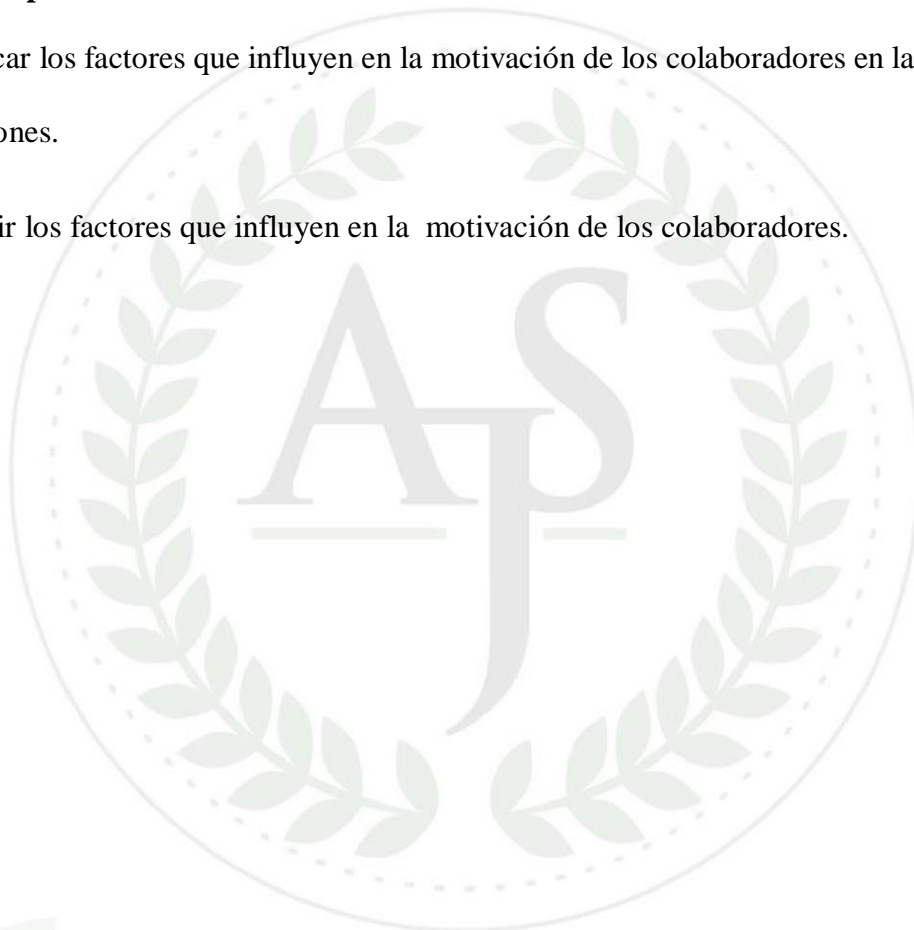 car los factores que influyen en la motivación de los colaboradores en la
ones.
ir los factores que influyen en la motivación de los colaboradores.
AJS